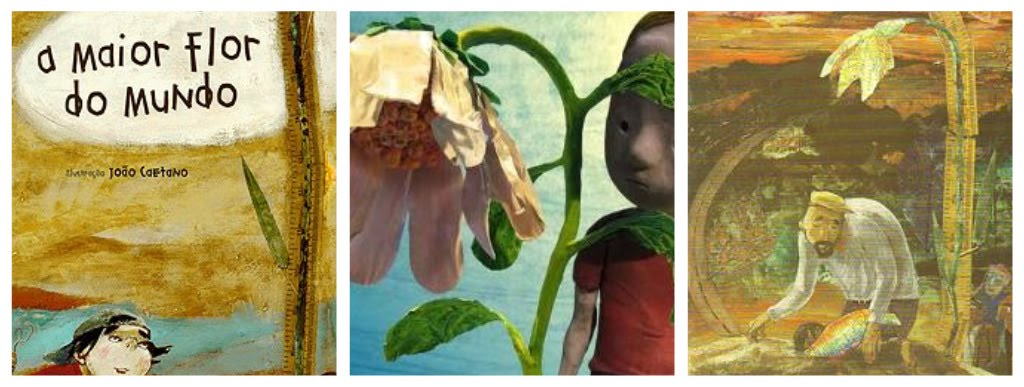 a Maior flor
do Mundo
ilustração João Caetano